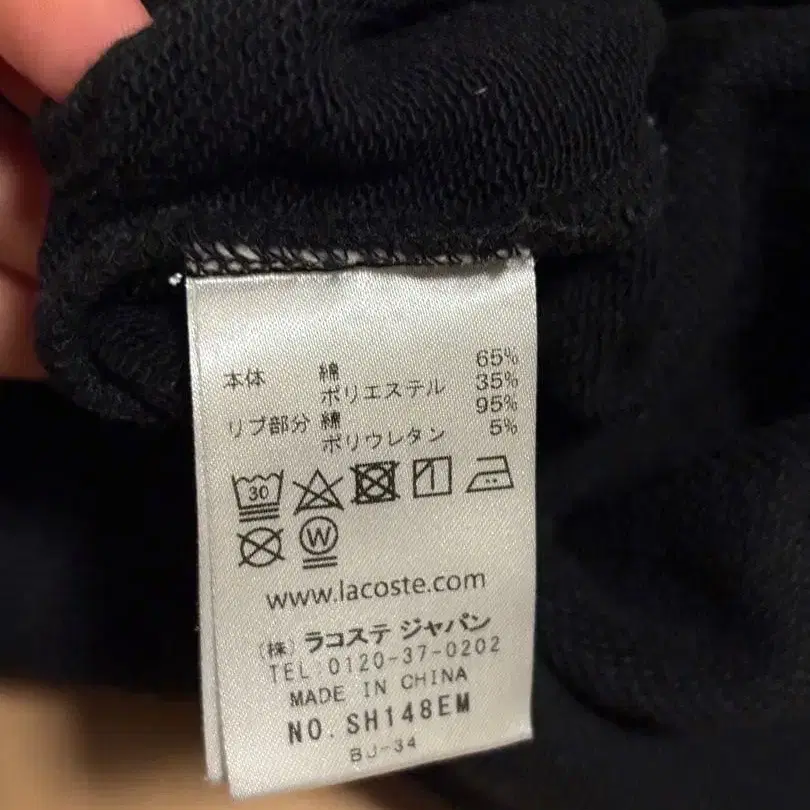 本体 綿 65%
ポリエステル 35%
リブ部分 綿 95%
ポリウレタン 5%
30
W
www.lacoste.com
(株) ラコステ ジャパン
TEL:0120-37-0202
MADE IN CHINA
NO. SH148EM
BJ-34